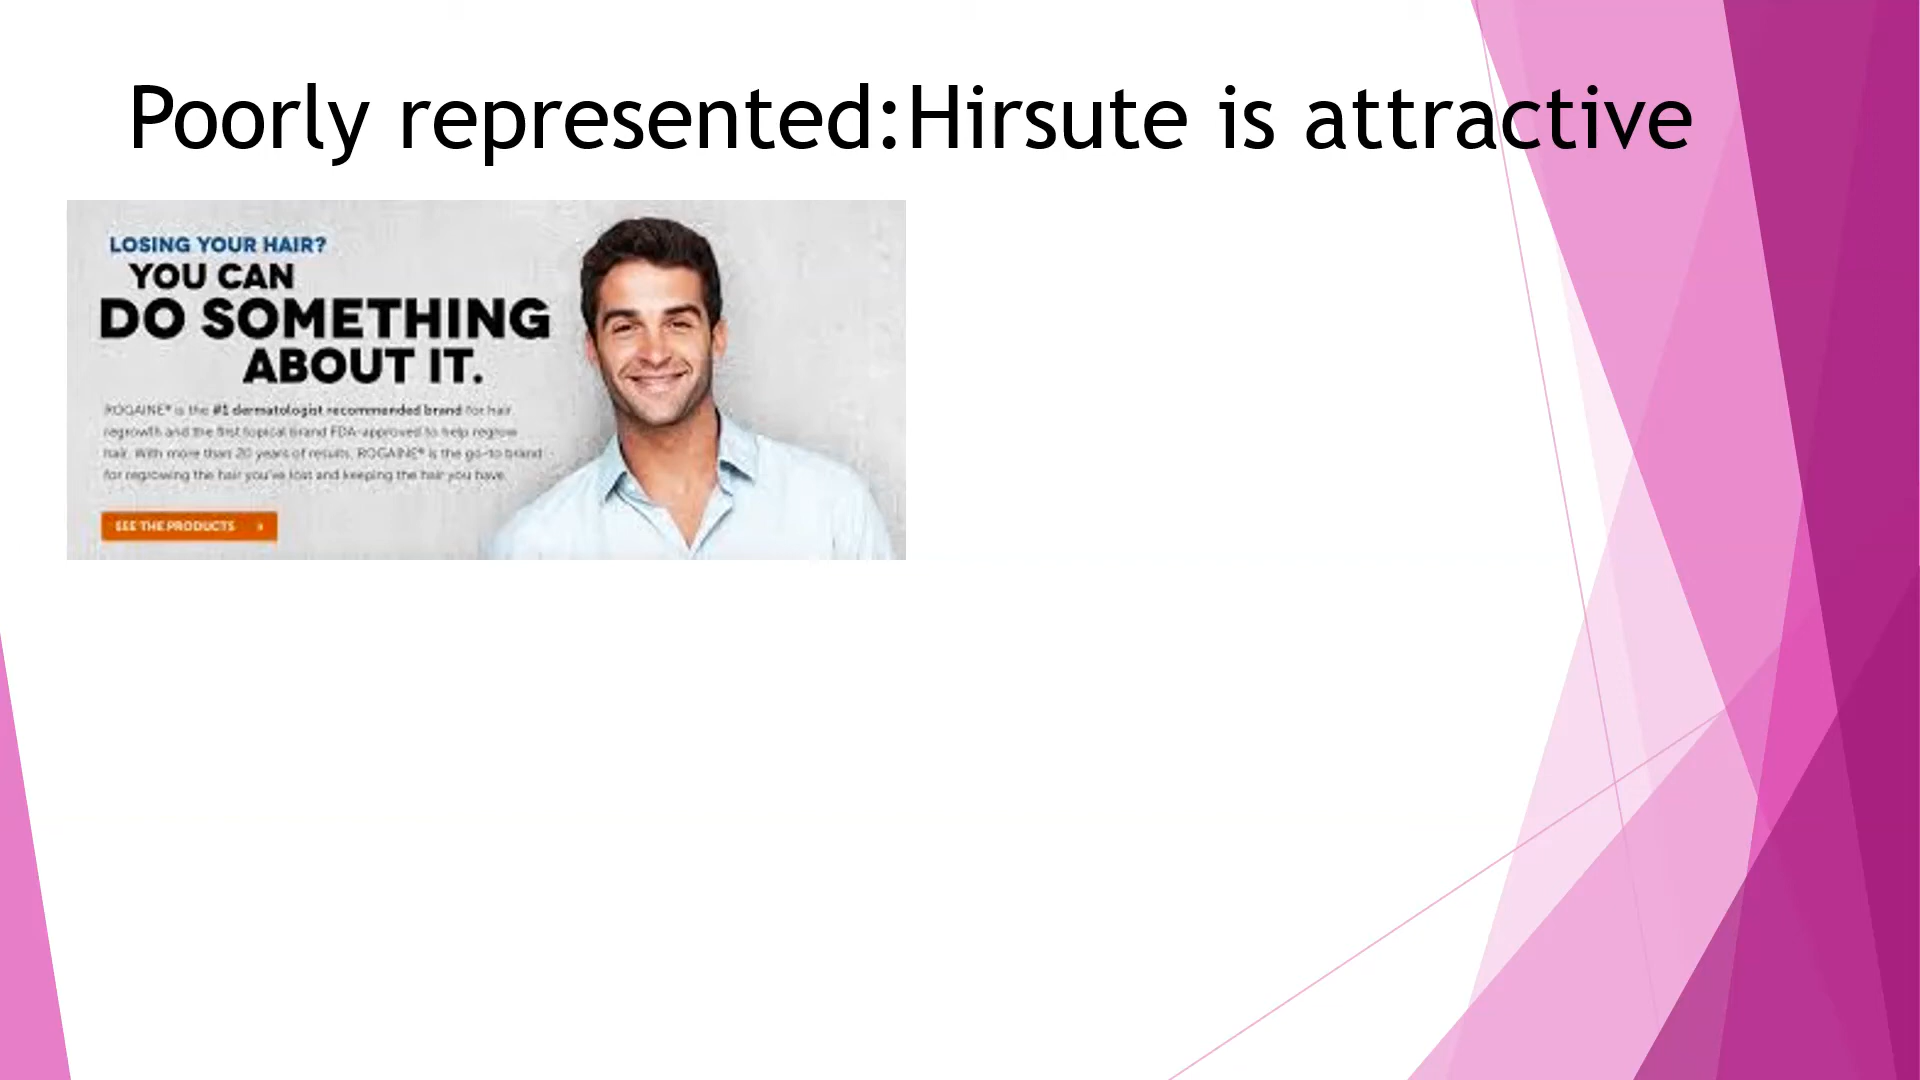 Poorly represented:Hirsute is attractive
LOSING YOUR HAIR?
YOU CAN
DO SOMETHING
ABOUT IT.
ROGAINE® is the #1 dermatologist recommended brand for hair
regrowth and the first topical brand FDA-approved to help regrow
hair. With more than 20 years of results, ROGAINE® is the go-to brand
for regrowing the hair you've lost and keeping the hair you have.
SEE THE PRODUCTS